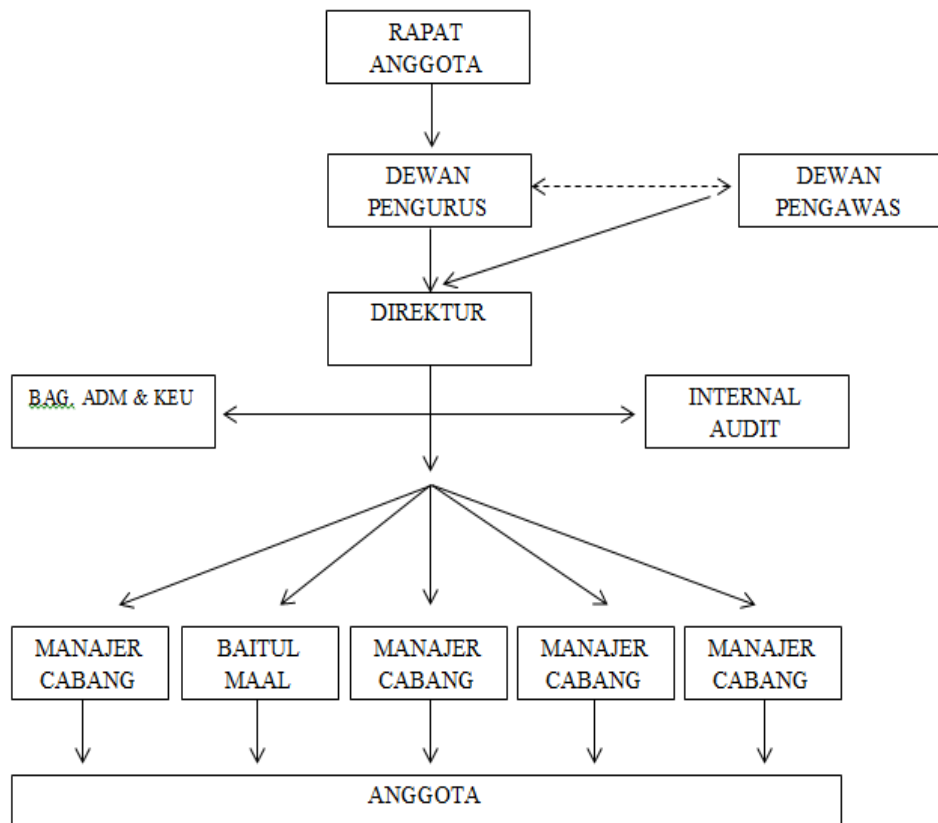 RAPAT
ANGGOTA
DEWAN
PENGURUS
DEWAN
PENGAWAS
DIREKTUR
BAG. ADM & KEU
INTERNAL
AUDIT
MANAJER
CABANG
BAITUL
MAAL
MANAJER
CABANG
MANAJER
CABANG
MANAJER
CABANG
ANGGOTA